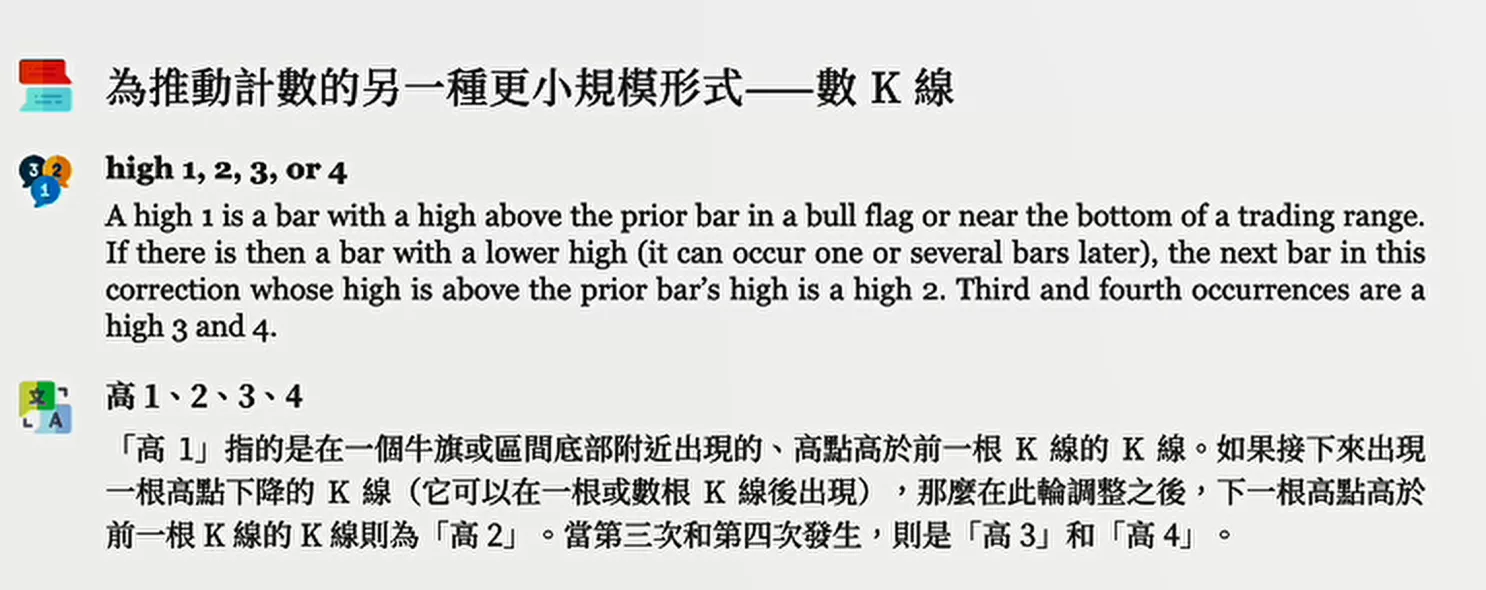 為推動計數的另一種更小規模形式——數 K 線
high 1, 2, 3, or 4
A high 1 is a bar with a high above the prior bar in a bull flag or near the bottom of a trading range.
If there is then a bar with a lower high (it can occur one or several bars later), the next bar in this
correction whose high is above the prior bar’s high is a high 2. Third and fourth occurrences are a
high 3 and 4.
高 1、2、3、4
「高 1」指的是在一個牛旗或區間底部附近出現的、高點高於前一根 K 線的 K 線。如果接下來出現
一根高點下降的 K 線（它可以在一根或數根 K 線後出現），那麼在此輪調整之後，下一根高點高於
前一根 K 線的 K 線則為「高 2」。當第三次和第四次發生，則是「高 3」和「高 4」。